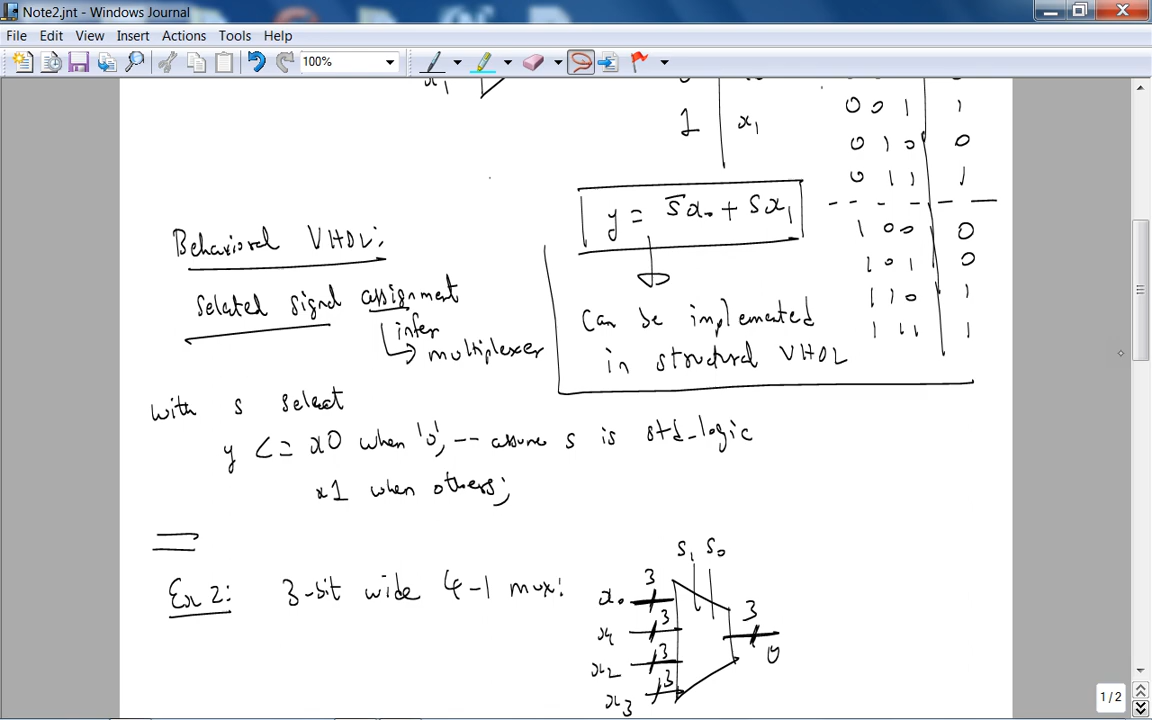 Note2.jnt - Windows Journal
File Edit View Insert Actions Tools Help
100%
x1
1 x1
0 0 1 1
0 1 0 0
0 1 1 1
1 0 0 0
1 0 1 0
1 1 0 1
1 1 1 1
y = s̅x0 + sx1
can be implemented
in structural VHDL
Behavioral VHDL:
selected signal assignment
infer
multiplexer
with s select
y <= x0 when '0', -- assume s is std_logic
x1 when others;
Ex 2: 3-bit wide 4-1 mux:
s1 s0
x0 3
x1 3
x2 3
x3 3
3
y
1 / 2